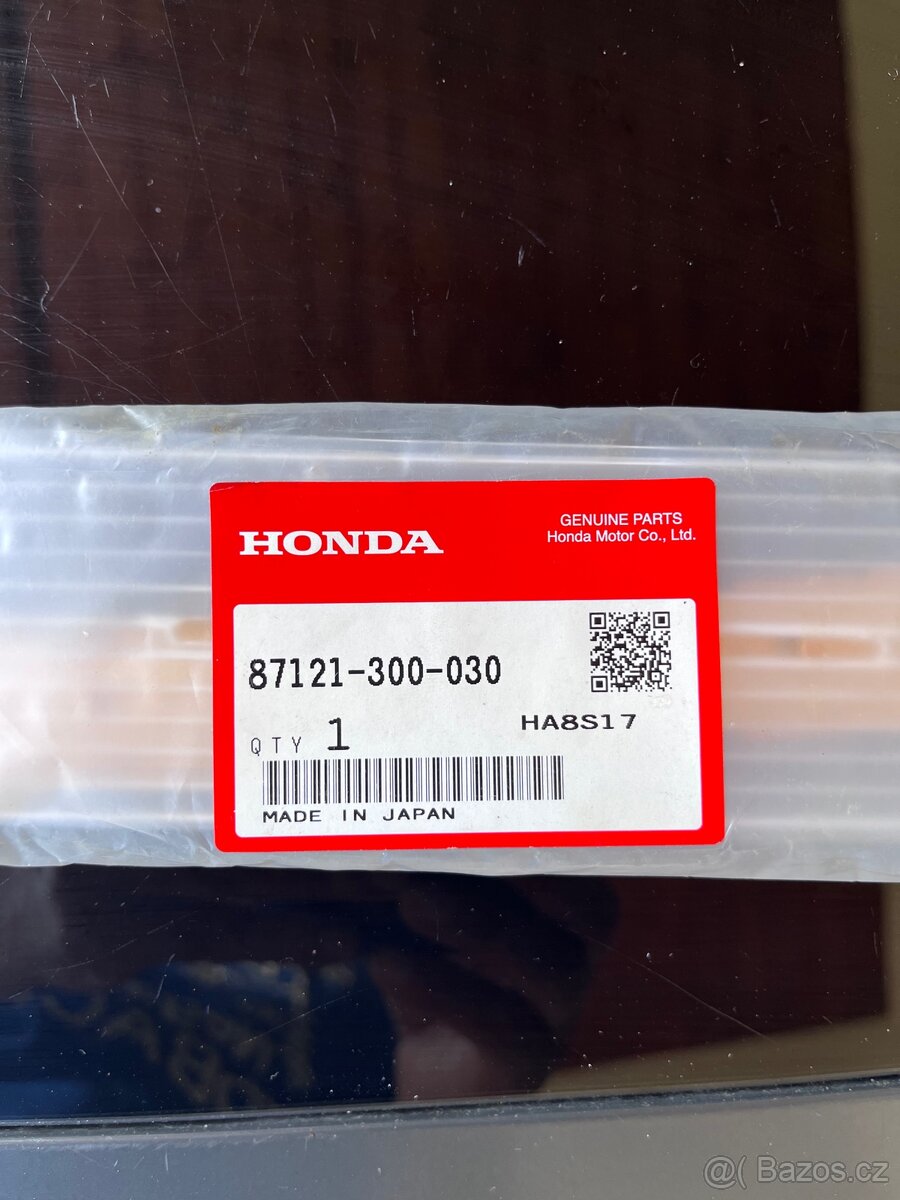 HONDA
GENUINE PARTS
Honda Motor Co., Ltd.
87121-300-030
HA8S17
QTY 1
MADE IN JAPAN
@( Bazos.cz